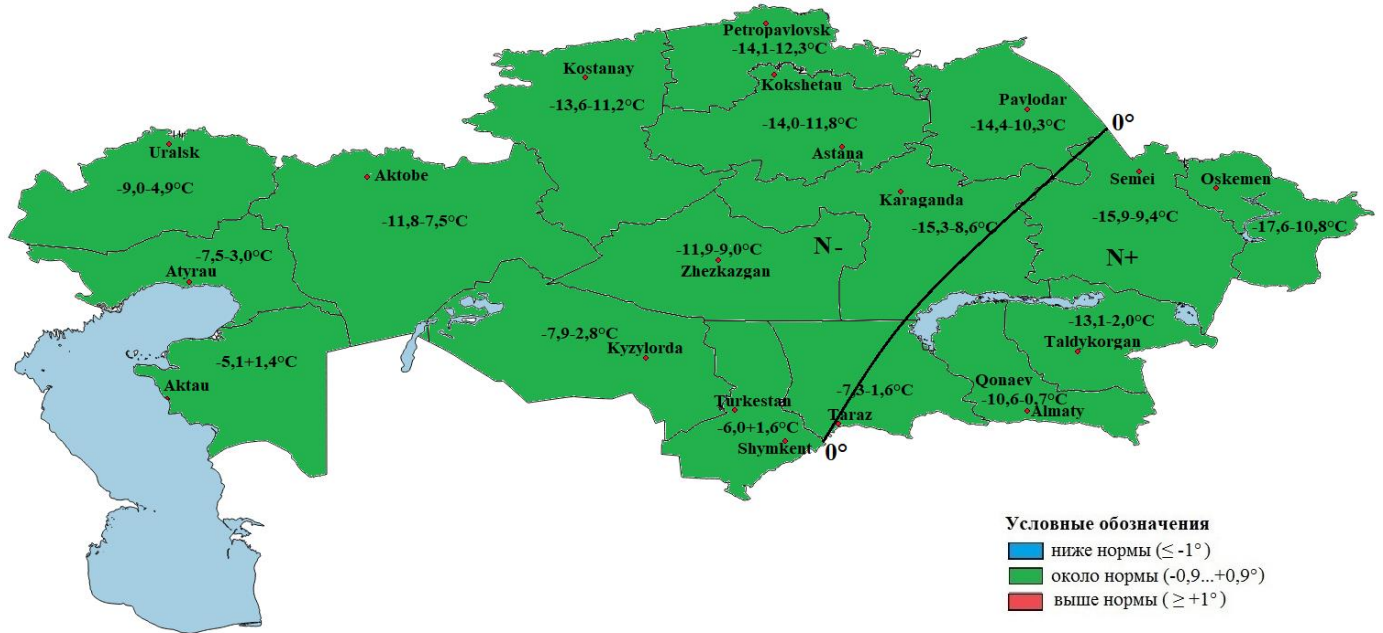 Petropavlovsk
-14,1-12,3°C
Kostanay
-13,6-11,2°C
Kokshetau
-14,0-11,8°C
Astana
Pavlodar
-14,4-10,3°C
0°
Uralsk
-9,0-4,9°C
Aktobe
-11,8-7,5°C
Karaganda
-15,3-8,6°C
Semei
-15,9-9,4°C
Oskemen
-17,6-10,8°C
N-
N+
-11,9-9,0°C
Zhezkazgan
-7,5-3,0°C
Atyrau
-5,1+1,4°C
Aktau
-7,9-2,8°C
Kyzylorda
-13,1-2,0°C
Taldykorgan
Qonaev
-10,6-0,7°C
Almaty
-7,3-1,6°C
Taraz
Turkestan
-6,0+1,6°C
Shymkent
0°
Условные обозначения
ниже нормы (≤ -1°)
около нормы (-0,9...+0,9°)
выше нормы ( ≥ +1°)